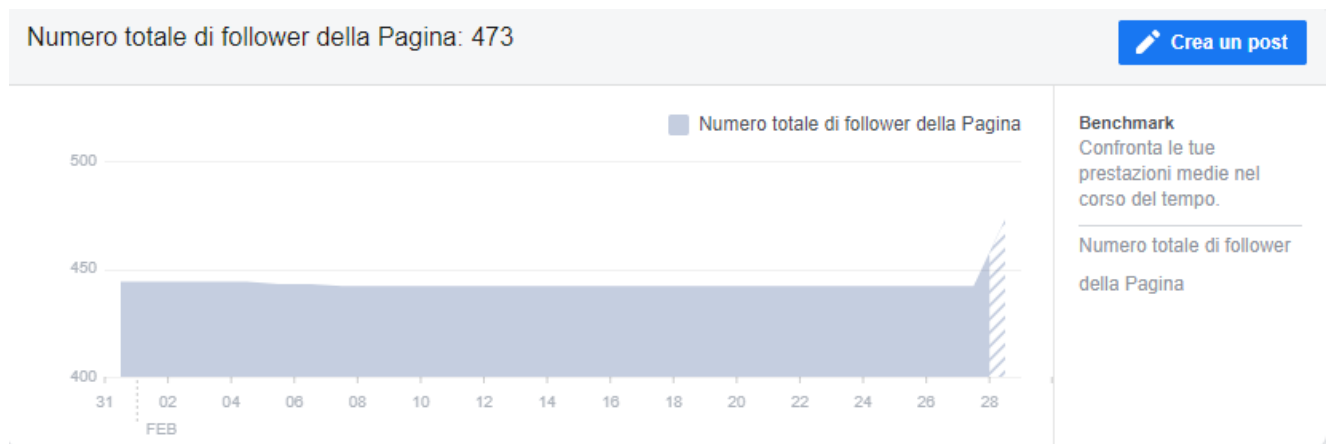 Numero totale di follower della Pagina: 473
Crea un post
Numero totale di follower della Pagina
500
450
400
31 02 04 06 08 10 12 14 16 18 20 22 24 26 28
FEB
Benchmark
Confronta le tue
prestazioni medie nel
corso del tempo.
Numero totale di follower
della Pagina